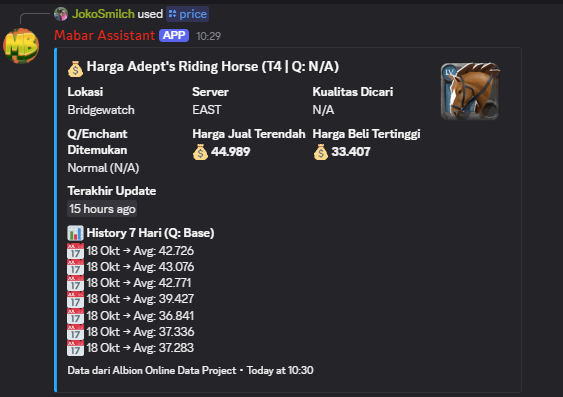 JokoSmilch used price
MB
Mabar Assistant APP 10:29
Harga Adept's Riding Horse (T4 | Q: N/A)
Lokasi Server Kualitas Dicari
Bridgewatch EAST N/A
Q/Enchant Ditemukan Harga Jual Terendah Harga Beli Tertinggi
Normal (N/A) 44.989 33.407
Terakhir Update
15 hours ago
History 7 Hari (Q: Base)
18 Okt → Avg: 42.726
18 Okt → Avg: 43.076
18 Okt → Avg: 42.771
18 Okt → Avg: 39.427
18 Okt → Avg: 36.841
18 Okt → Avg: 37.336
18 Okt → Avg: 37.283
Data dari Albion Online Data Project • Today at 10:30